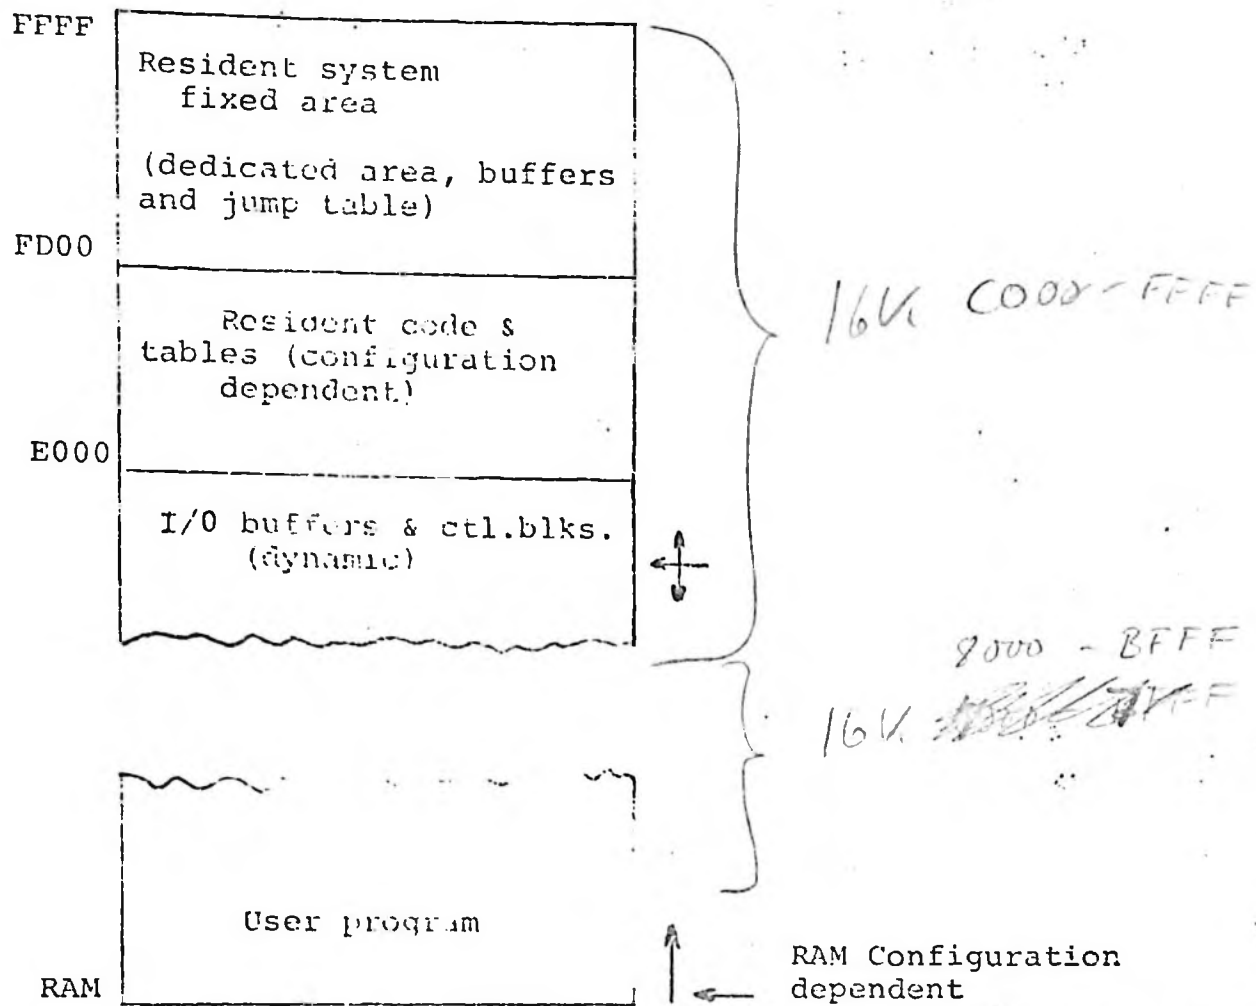 FFFF
Resident system
fixed area
(dedicated area, buffers
and jump table)
FD00
16K C000 - FFFF
Resident code &
tables (configuration
dependent)
E000
I/O buffers & ctl.blks.
(dynamic)
8000 - BFFF
16K
User program
RAM
RAM Configuration
dependent